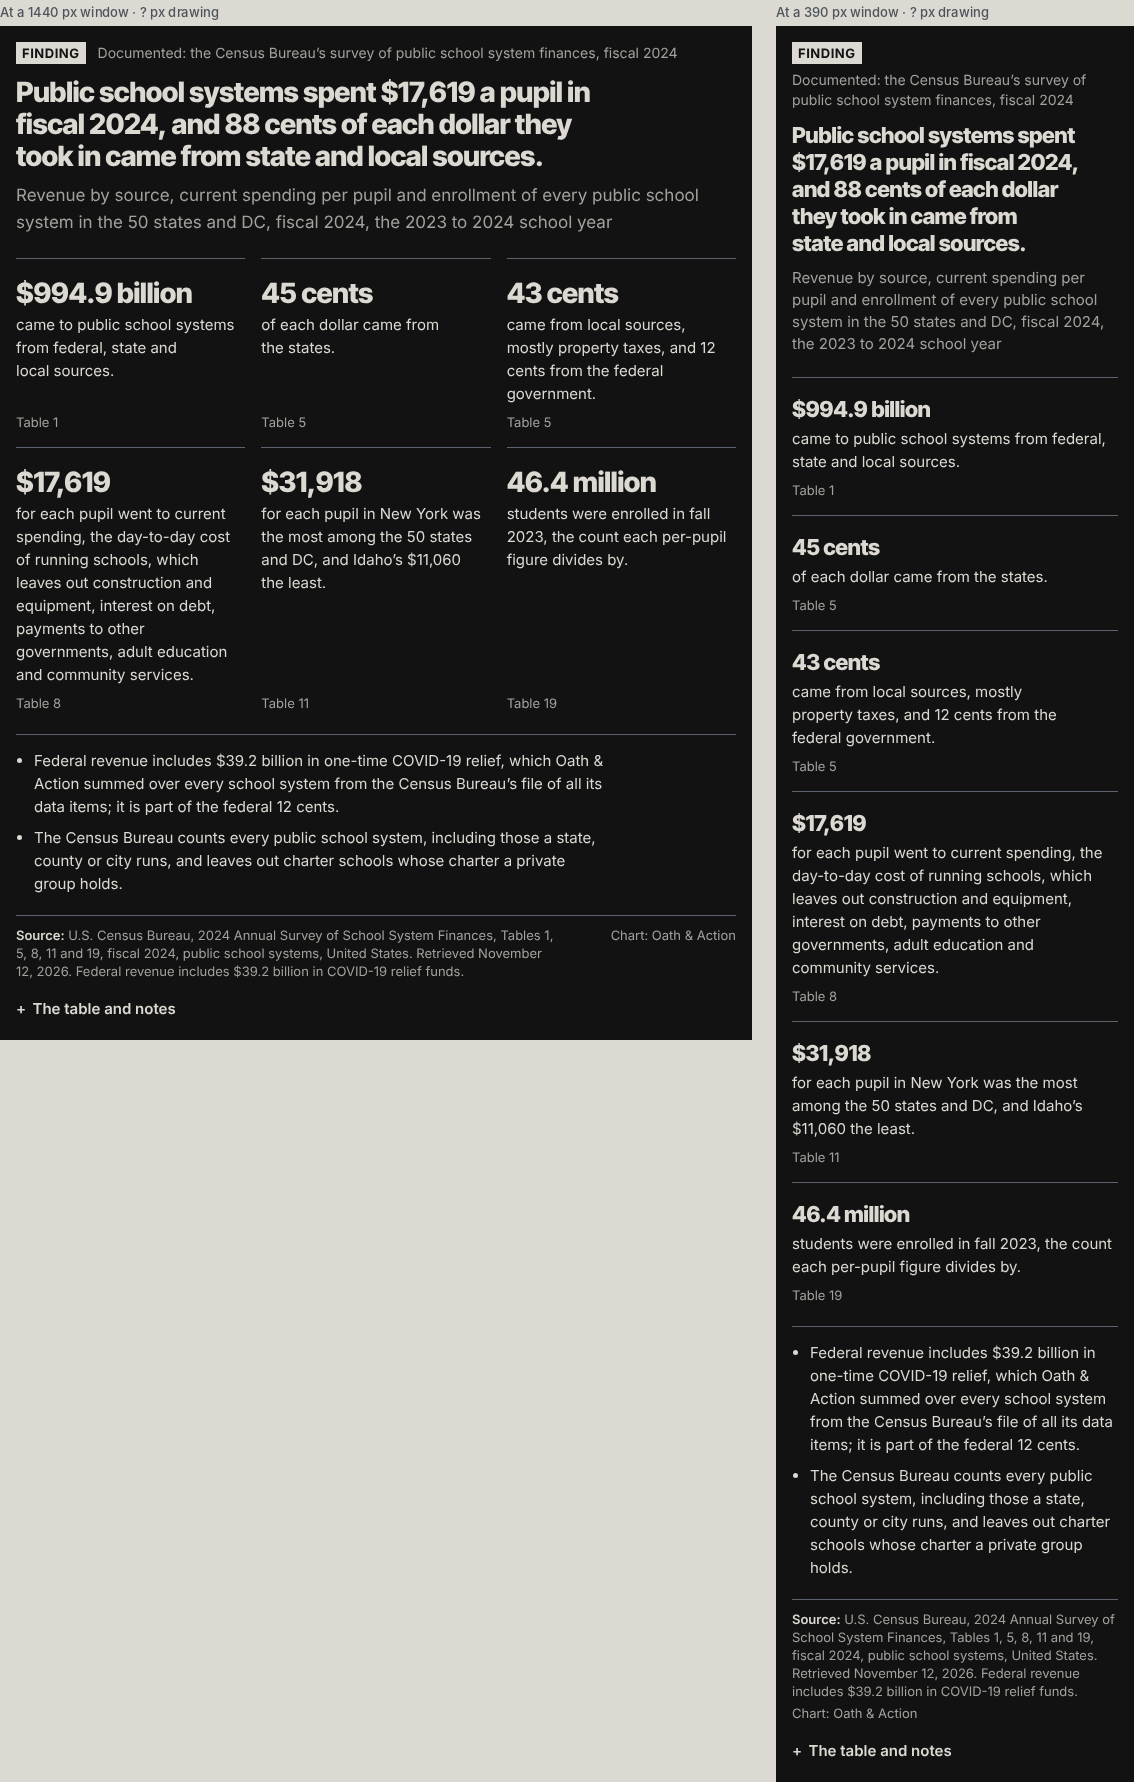 At a 1440 px window · ? px drawing
FINDING
Documented: the Census Bureau’s survey of public school system finances, fiscal 2024
Public school systems spent $17,619 a pupil in
fiscal 2024, and 88 cents of each dollar they
took in came from state and local sources.
Revenue by source, current spending per pupil and enrollment of every public school
system in the 50 states and DC, fiscal 2024, the 2023 to 2024 school year
$994.9 billion
came to public school systems
from federal, state and
local sources.
Table 1
45 cents
of each dollar came from
the states.
Table 5
43 cents
came from local sources,
mostly property taxes, and 12
cents from the federal
government.
Table 5
$17,619
for each pupil went to current
spending, the day-to-day cost
of running schools, which
leaves out construction and
equipment, interest on debt,
payments to other
governments, adult education
and community services.
Table 8
$31,918
for each pupil in New York was
the most among the 50 states
and DC, and Idaho’s $11,060
the least.
Table 11
46.4 million
students were enrolled in fall
2023, the count each per-pupil
figure divides by.
Table 19
• Federal revenue includes $39.2 billion in one-time COVID-19 relief, which Oath &
Action summed over every school system from the Census Bureau’s file of all its
data items; it is part of the federal 12 cents.
• The Census Bureau counts every public school system, including those a state,
county or city runs, and leaves out charter schools whose charter a private
group holds.
Source: U.S. Census Bureau, 2024 Annual Survey of School System Finances, Tables 1,
5, 8, 11 and 19, fiscal 2024, public school systems, United States. Retrieved November
12, 2026. Federal revenue includes $39.2 billion in COVID-19 relief funds.
Chart: Oath & Action
+ The table and notes
At a 390 px window · ? px drawing
FINDING
Documented: the Census Bureau’s survey of
public school system finances, fiscal 2024
Public school systems spent
$17,619 a pupil in fiscal 2024,
and 88 cents of each dollar
they took in came from
state and local sources.
Revenue by source, current spending per
pupil and enrollment of every public school
system in the 50 states and DC, fiscal 2024,
the 2023 to 2024 school year
$994.9 billion
came to public school systems from federal,
state and local sources.
Table 1
45 cents
of each dollar came from the states.
Table 5
43 cents
came from local sources, mostly
property taxes, and 12 cents from the
federal government.
Table 5
$17,619
for each pupil went to current spending, the
day-to-day cost of running schools, which
leaves out construction and equipment,
interest on debt, payments to other
governments, adult education and
community services.
Table 8
$31,918
for each pupil in New York was the most
among the 50 states and DC, and Idaho’s
$11,060 the least.
Table 11
46.4 million
students were enrolled in fall 2023, the count
each per-pupil figure divides by.
Table 19
• Federal revenue includes $39.2 billion in
one-time COVID-19 relief, which Oath &
Action summed over every school system
from the Census Bureau’s file of all its data
items; it is part of the federal 12 cents.
• The Census Bureau counts every public
school system, including those a state,
county or city runs, and leaves out charter
schools whose charter a private group
holds.
Source: U.S. Census Bureau, 2024 Annual Survey of
School System Finances, Tables 1, 5, 8, 11 and 19,
fiscal 2024, public school systems, United States.
Retrieved November 12, 2026. Federal revenue
includes $39.2 billion in COVID-19 relief funds.
Chart: Oath & Action
+ The table and notes